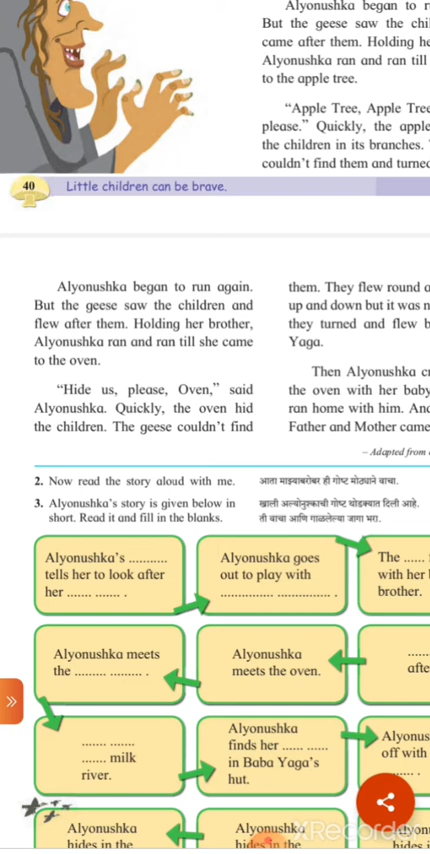 Alyonushka began to r
But the geese saw the chi
came after them. Holding he
Alyonushka ran and ran till
to the apple tree.
“Apple Tree, Apple Tree
please.” Quickly, the apple
the children in its branches.
couldn’t find them and turned
40
Little children can be brave.
Alyonushka began to run again.
But the geese saw the children and
flew after them. Holding her brother,
Alyonushka ran and ran till she came
to the oven.
“Hide us, please, Oven,” said
Alyonushka. Quickly, the oven hid
the children. The geese couldn’t find
them. They flew round a
up and down but it was n
they turned and flew b
Yaga.
Then Alyonushka cr
the oven with her baby
ran home with him. And
Father and Mother came
– Adapted from
2. Now read the story aloud with me.
आता माझ्याबरोबर ही गोष्ट मोठ्याने वाचा.
3. Alyonushka’s story is given below in
short. Read it and fill in the blanks.
खाली अल्योनुश्काची गोष्ट थोडक्यात दिली आहे.
ती वाचा आणि गाळलेल्या जागा भरा.
Alyonushka’s ...........
tells her to look after
her ....... ....... .
Alyonushka goes
out to play with
............... ............... .
The ......
with her
brother.
Alyonushka meets
the ......... ......... .
Alyonushka
meets the oven.
......
afte
....... .......
....... milk
river.
Alyonushka
finds her ...... ......
in Baba Yaga’s
hut.
Alyonus
off with
...... .
Alyonushka
hides in the
Alyonushka
hides in the
XRecorder